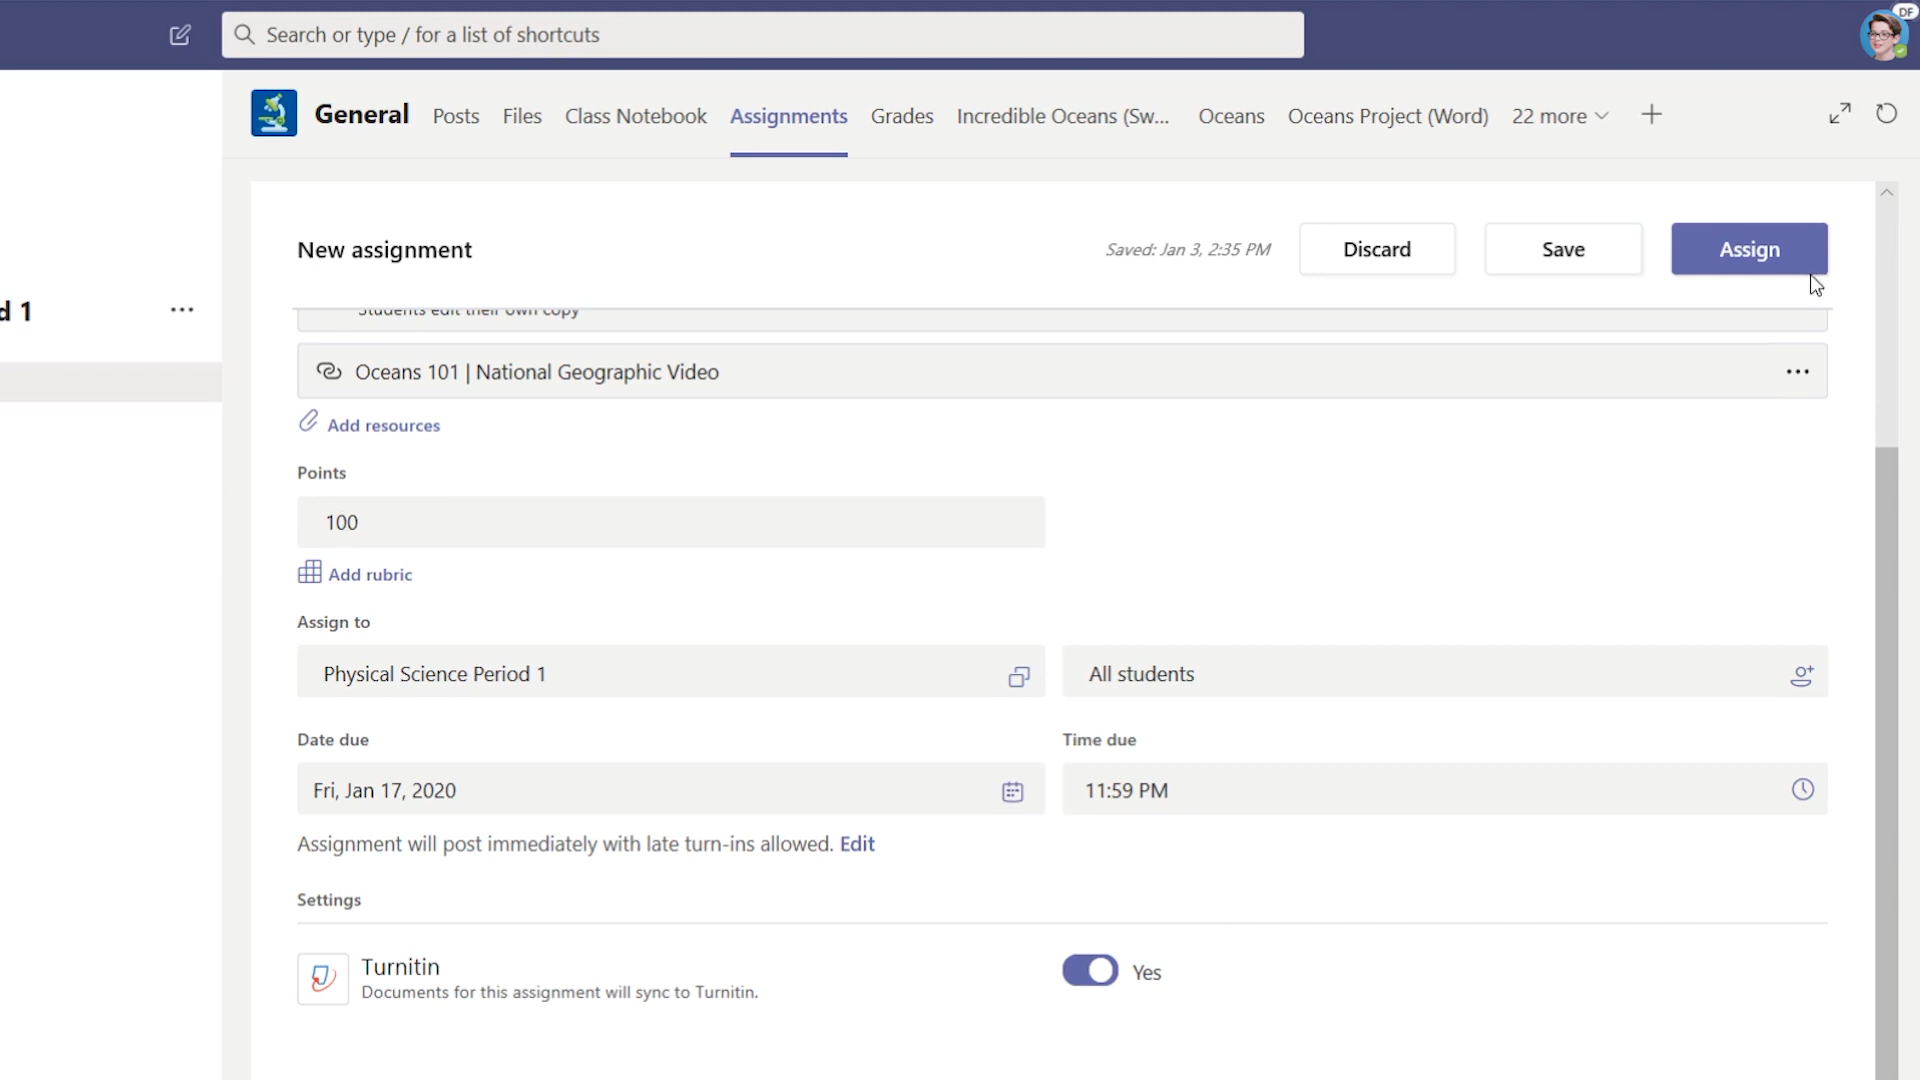 DF
Search or type / for a list of shortcuts
General Posts Files Class Notebook Assignments Grades Incredible Oceans (Sw... Oceans Oceans Project (Word) 22 more
New assignment Saved: Jan 3, 2:35 PM Discard Save Assign
d 1
Students edit their own copy
Oceans 101 | National Geographic Video
Add resources
Points
100
Add rubric
Assign to
Physical Science Period 1 All students
Date due Time due
Fri, Jan 17, 2020 11:59 PM
Assignment will post immediately with late turn-ins allowed. Edit
Settings
Turnitin
Yes
Documents for this assignment will sync to Turnitin.